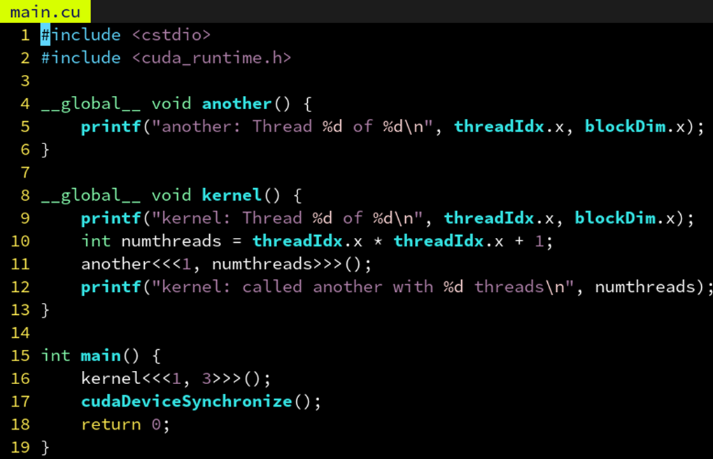 main.cu
1 #include <cstdio>
2 #include <cuda_runtime.h>
3
4 __global__ void another() {
5     printf("another: Thread %d of %d\n", threadIdx.x, blockDim.x);
6 }
7
8 __global__ void kernel() {
9     printf("kernel: Thread %d of %d\n", threadIdx.x, blockDim.x);
10     int numthreads = threadIdx.x * threadIdx.x + 1;
11     another<<<1, numthreads>>>();
12     printf("kernel: called another with %d threads\n", numthreads);
13 }
14
15 int main() {
16     kernel<<<1, 3>>>();
17     cudaDeviceSynchronize();
18     return 0;
19 }